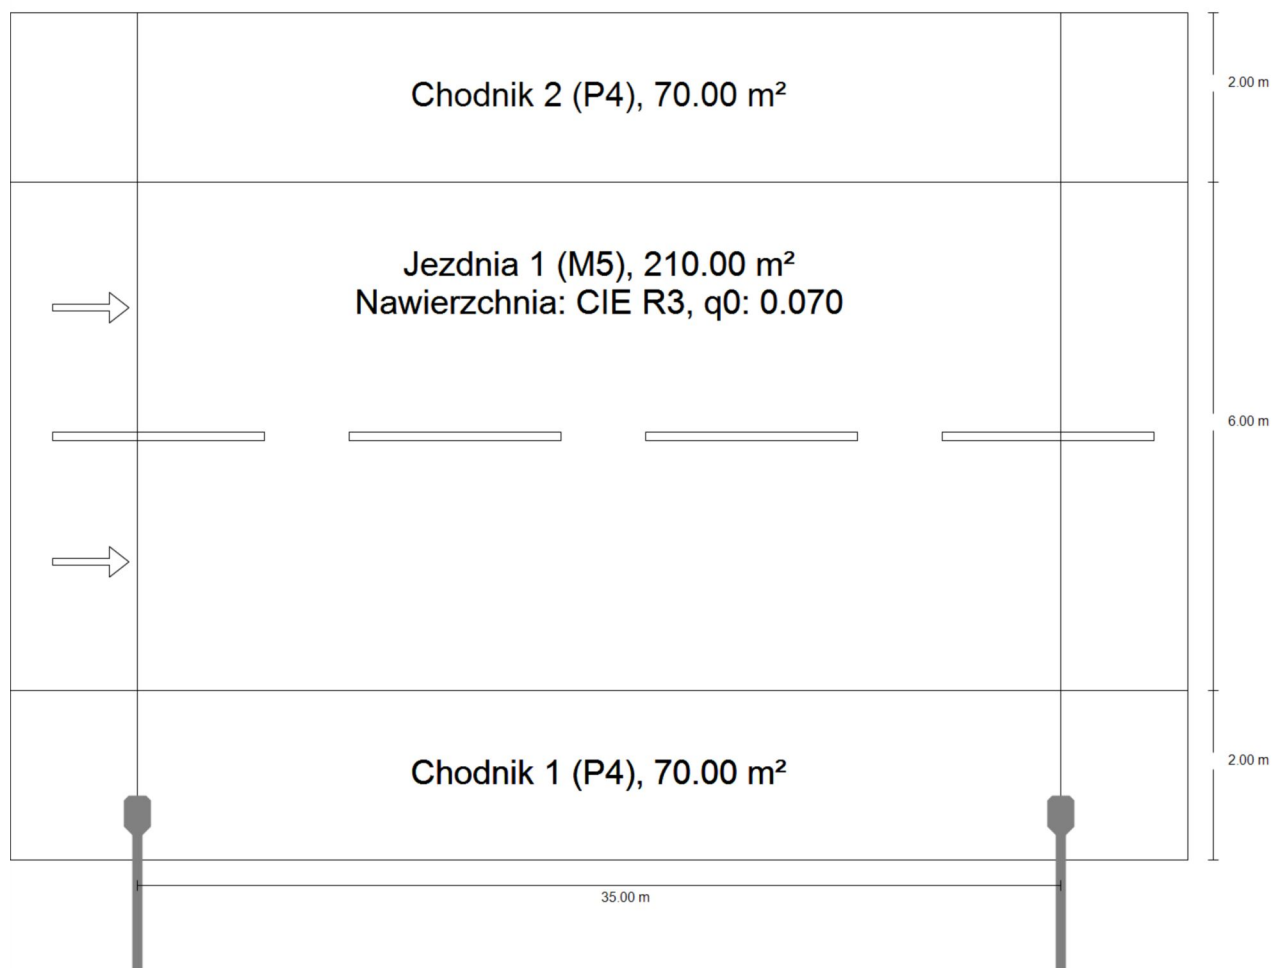 Chodnik 2 (P4), 70.00 m²
2.00 m
Jezdnia 1 (M5), 210.00 m²
Nawierzchnia: CIE R3, q0: 0.070
6.00 m
Chodnik 1 (P4), 70.00 m²
2.00 m
35.00 m